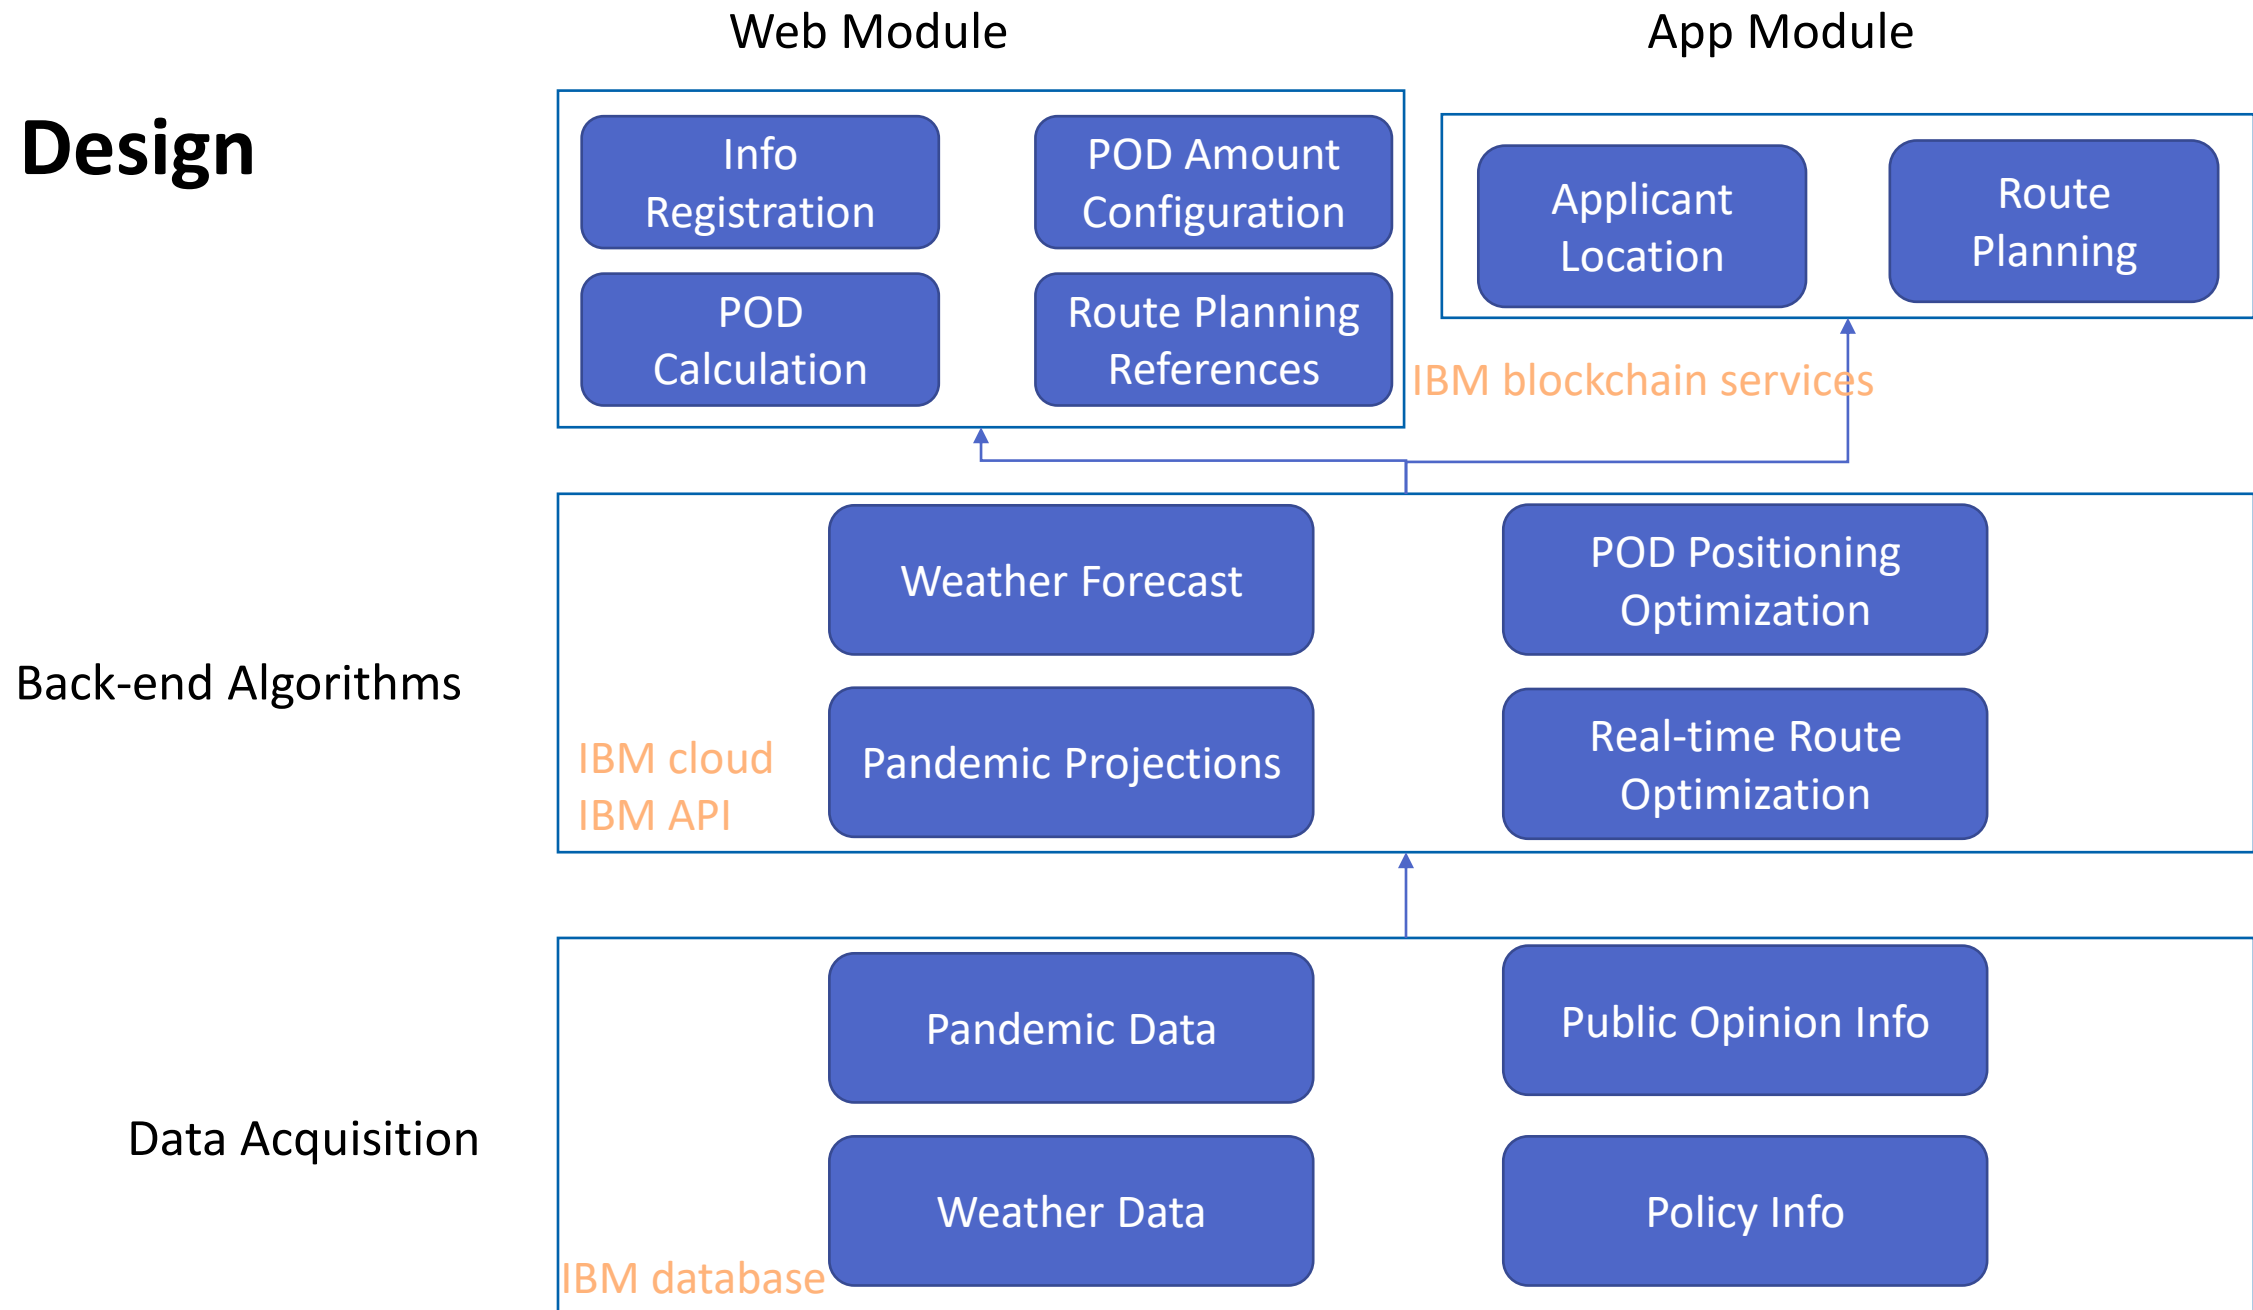 Web Module
App Module
Design
Info
Registration
POD Amount
Configuration
POD
Calculation
Route Planning
References
Applicant
Location
Route
Planning
IBM blockchain services
Back-end Algorithms
Weather Forecast
POD Positioning
Optimization
Pandemic Projections
Real-time Route
Optimization
IBM cloud
IBM API
Data Acquisition
Pandemic Data
Public Opinion Info
Weather Data
Policy Info
IBM database